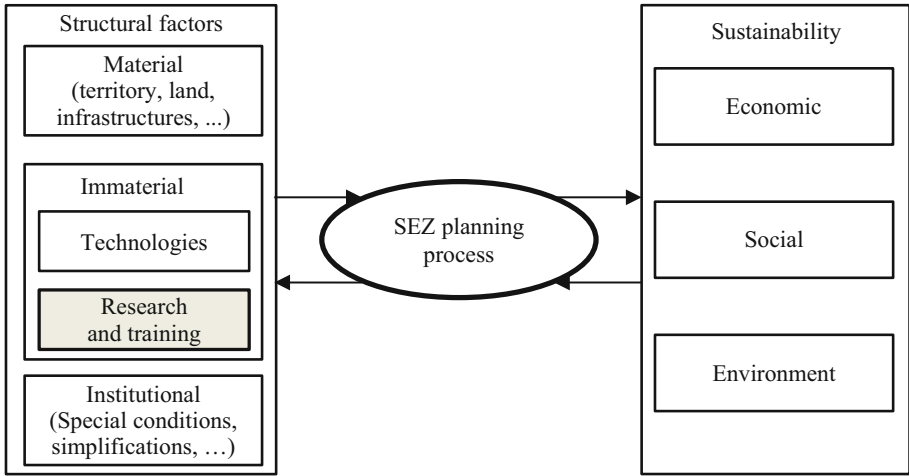 Structural factors
Material
(territory, land,
infrastructures, ...)
Immaterial
Technologies
Research
and training
Institutional
(Special conditions,
simplifications, …)
SEZ planning
process
Sustainability
Economic
Social
Environment